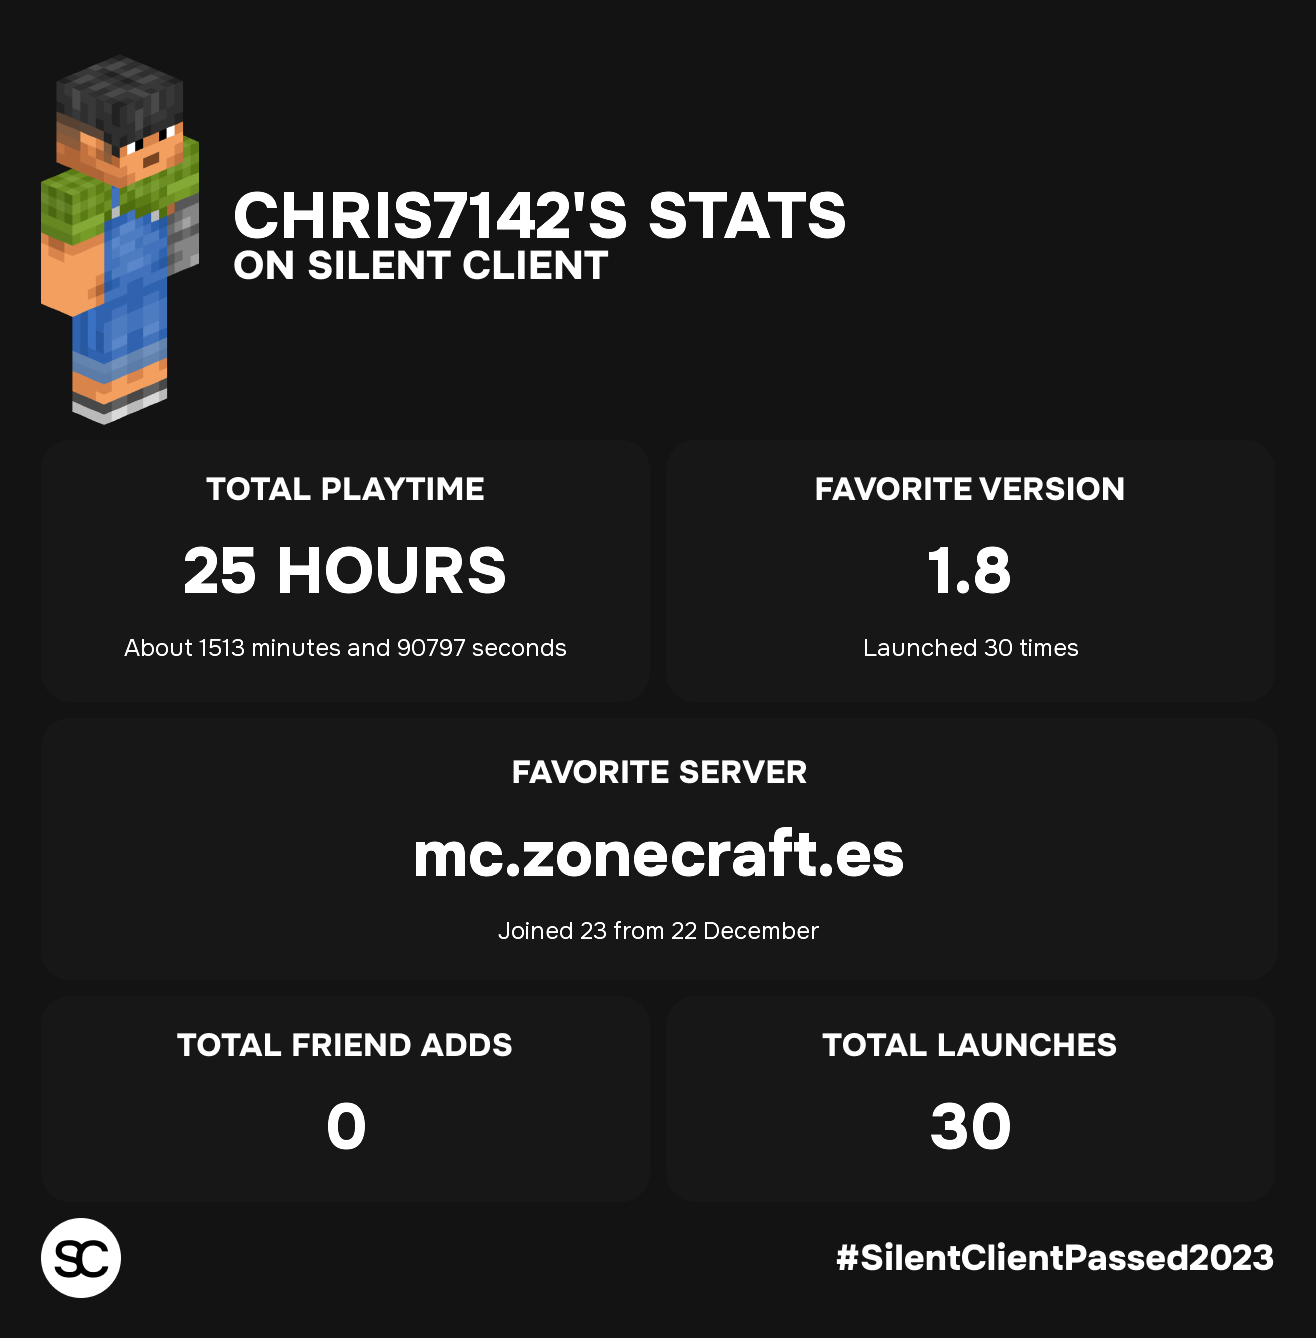 CHRIS7142'S STATS
ON SILENT CLIENT
TOTAL PLAYTIME
25 HOURS
About 1513 minutes and 90797 seconds
FAVORITE VERSION
1.8
Launched 30 times
FAVORITE SERVER
mc.zonecraft.es
Joined 23 from 22 December
TOTAL FRIEND ADDS
0
TOTAL LAUNCHES
30
SC
#SilentClientPassed2023